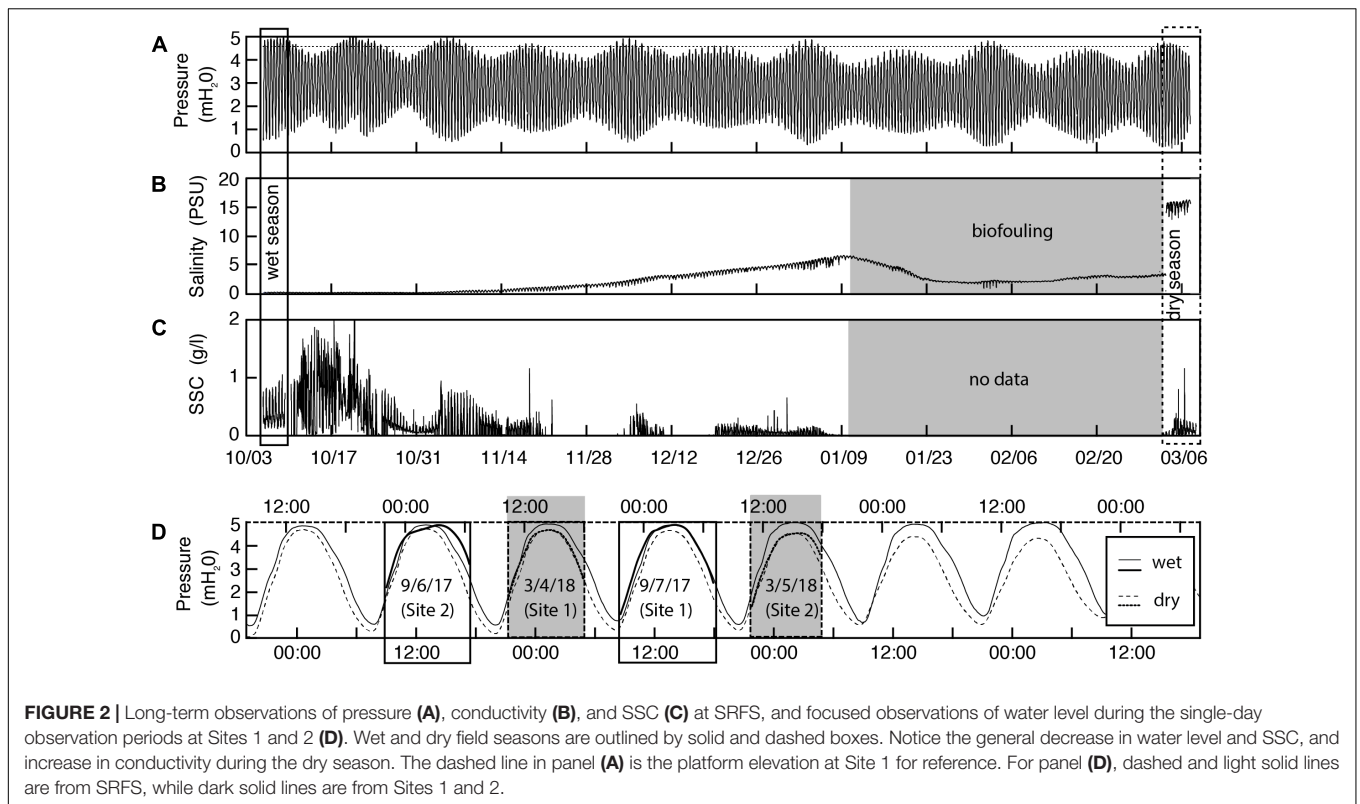 A
5
4
3
2
1
0
Pressure
(mH₂0)
B
20
15
10
5
0
Salinity (PSU)
wet season
biofouling
dry season
C
2
1
0
SSC (g/l)
no data
10/03 10/17 10/31 11/14 11/28 12/12 12/26 01/09 01/23 02/06 02/20 03/06
12:00 00:00 12:00 00:00 12:00 00:00 12:00 00:00
D
5
4
3
2
1
0
Pressure
(mH₂0)
9/6/17
(Site 2)
3/4/18
(Site 1)
9/7/17
(Site 1)
3/5/18
(Site 2)
wet
dry
00:00 12:00 00:00 12:00 00:00 12:00 00:00 12:00
FIGURE 2 | Long-term observations of pressure (A), conductivity (B), and SSC (C) at SRFS, and focused observations of water level during the single-day
observation periods at Sites 1 and 2 (D). Wet and dry field seasons are outlined by solid and dashed boxes. Notice the general decrease in water level and SSC, and
increase in conductivity during the dry season. The dashed line in panel (A) is the platform elevation at Site 1 for reference. For panel (D), dashed and light solid lines
are from SRFS, while dark solid lines are from Sites 1 and 2.